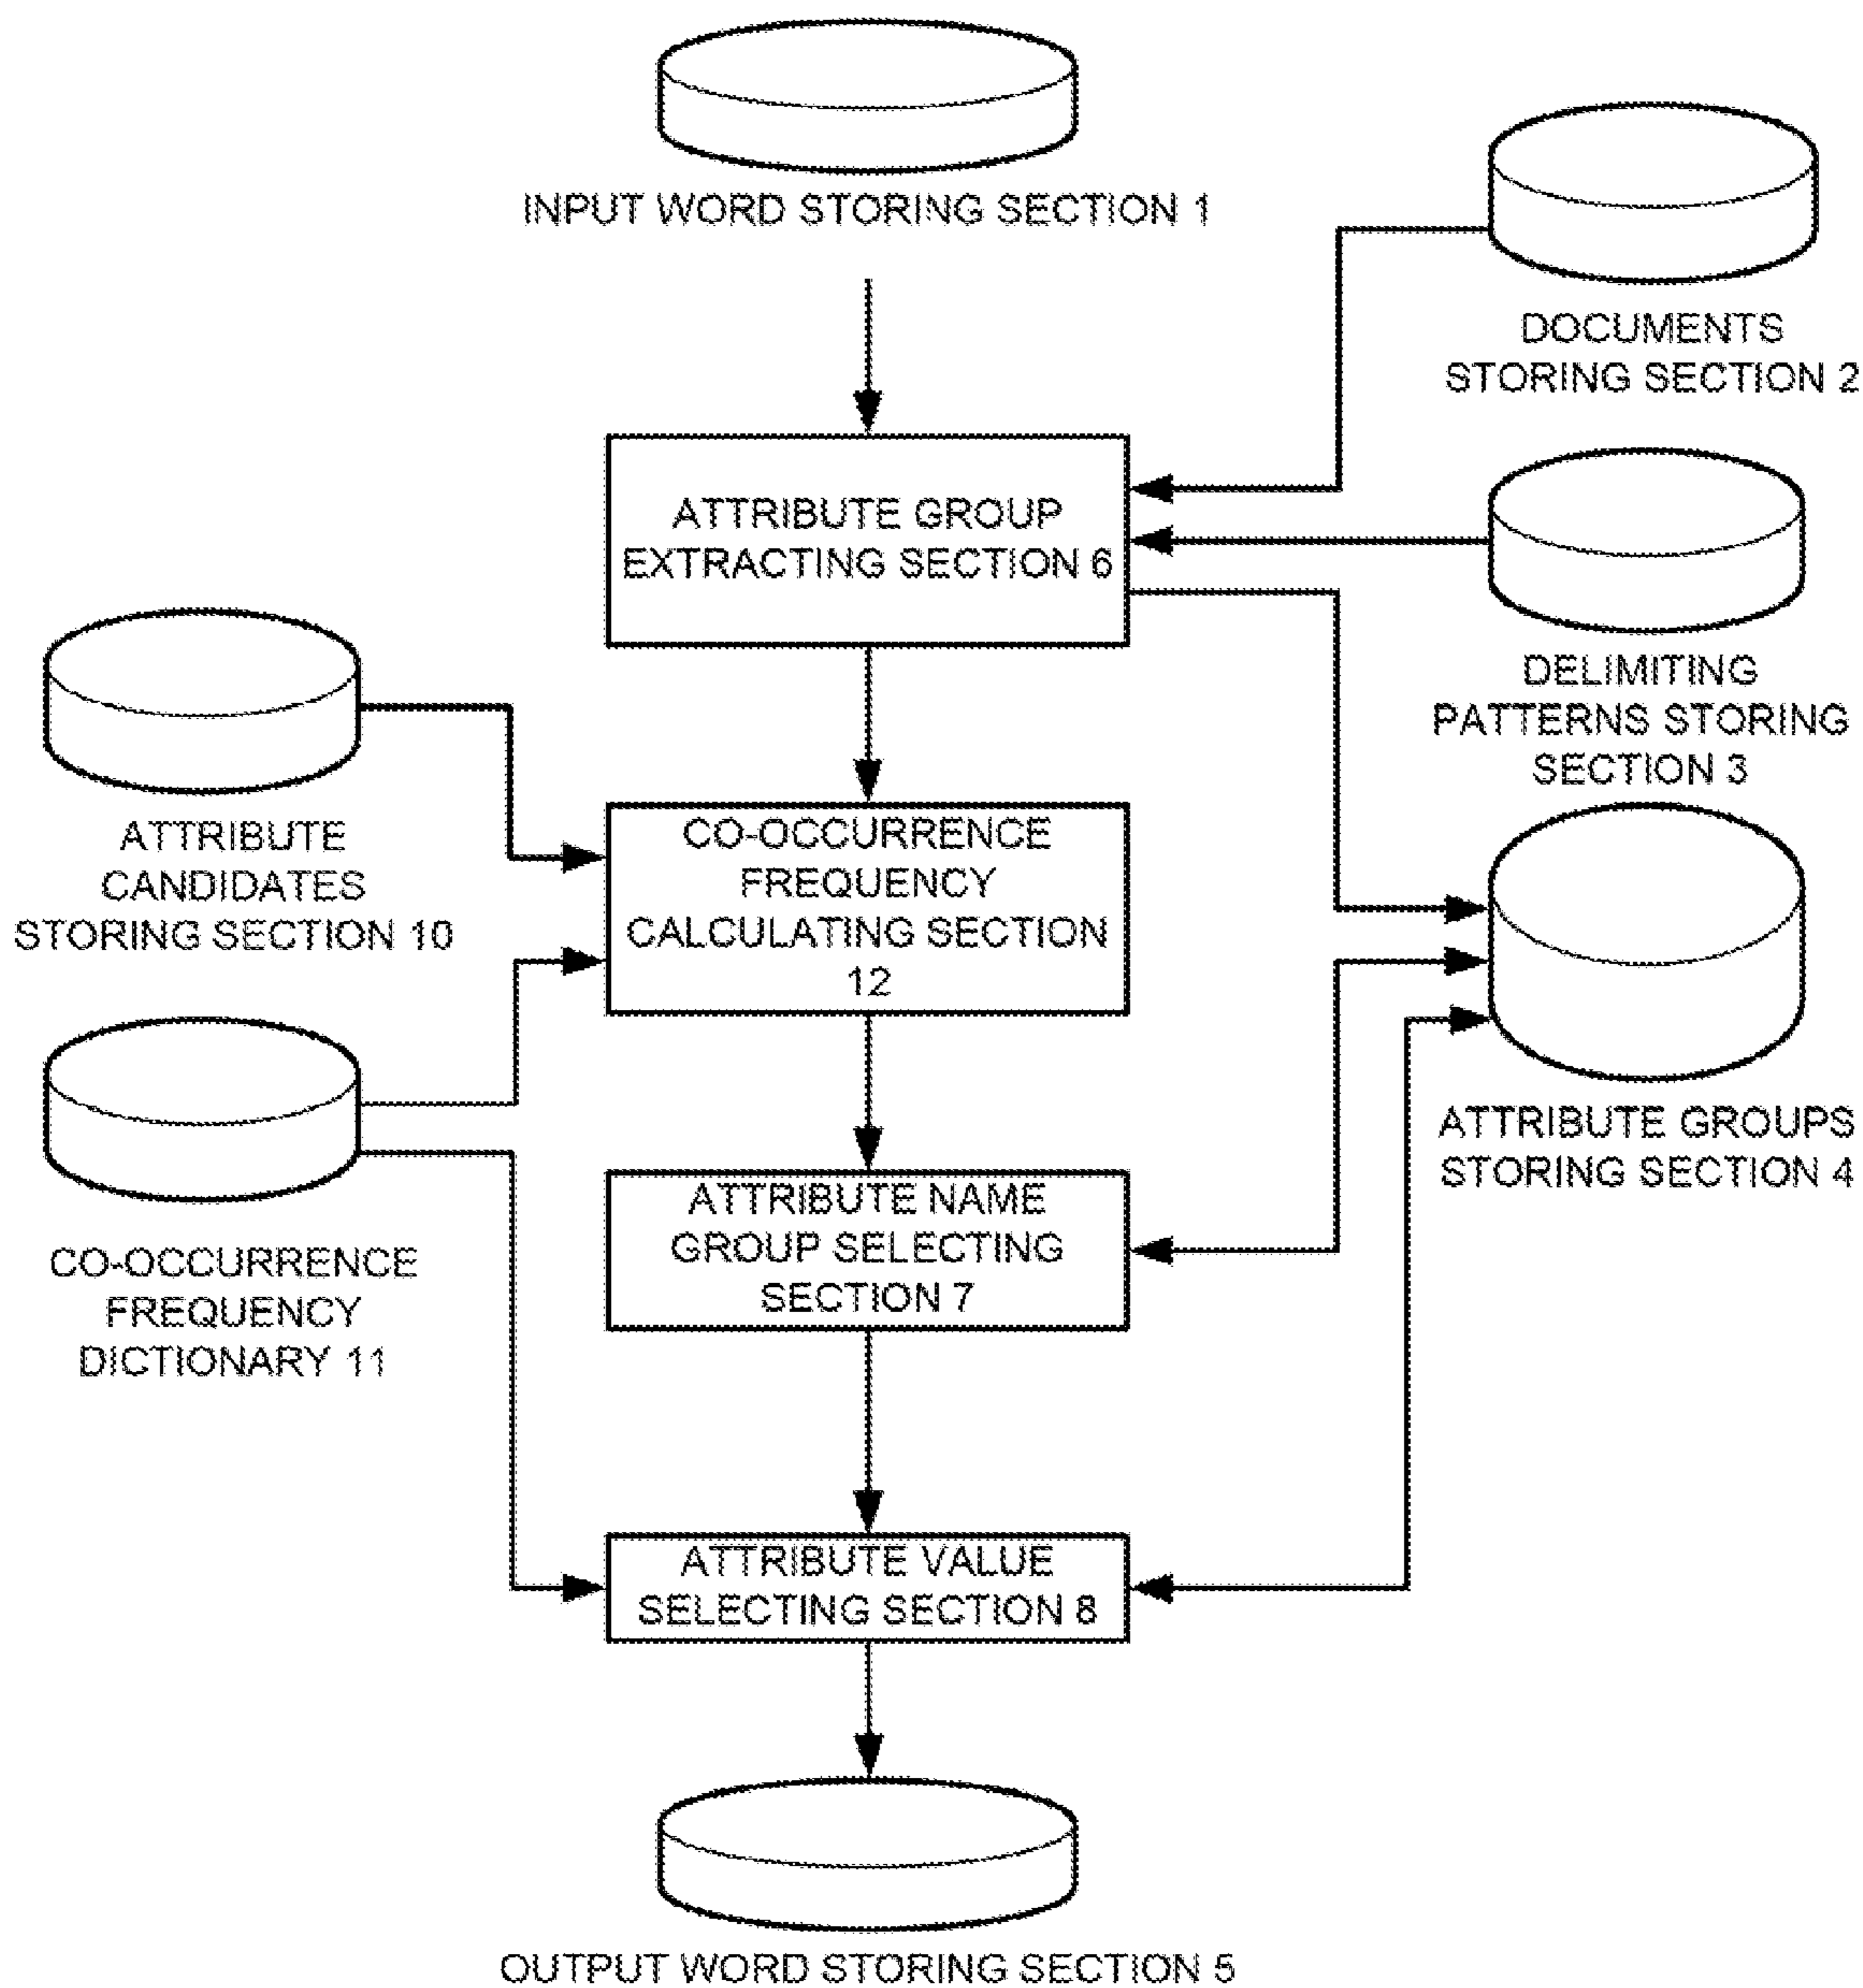 INPUT WORD STORING SECTION 1
DOCUMENTS
STORING SECTION 2
ATTRIBUTE GROUP
EXTRACTING SECTION 6
DELIMITING
PATTERNS STORING
SECTION 3
ATTRIBUTE
CANDIDATES
STORING SECTION 10
CO-OCCURRENCE
FREQUENCY
CALCULATING SECTION
12
ATTRIBUTE GROUPS
STORING SECTION 4
CO-OCCURRENCE
FREQUENCY
DICTIONARY 11
ATTRIBUTE NAME
GROUP SELECTING
SECTION 7
ATTRIBUTE VALUE
SELECTING SECTION 8
OUTPUT WORD STORING SECTION 5